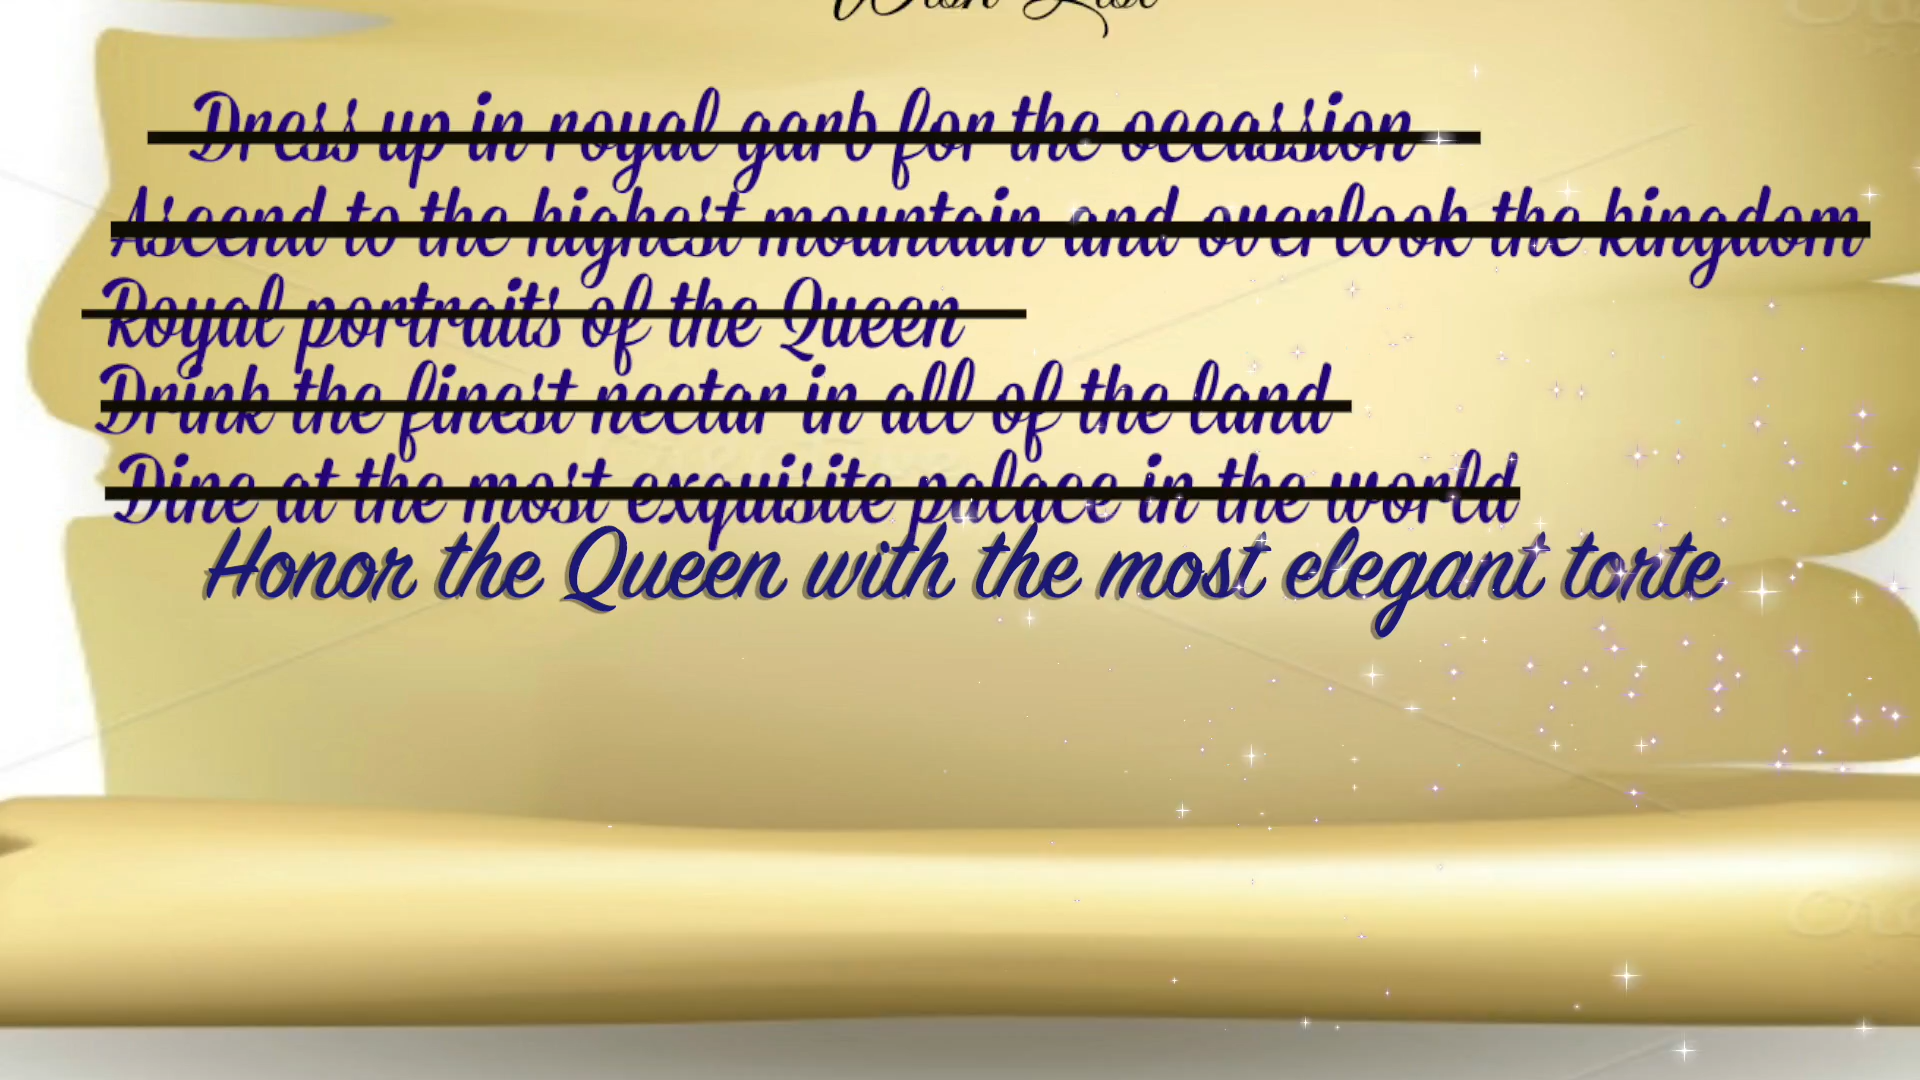 Wish List
Dress up in royal garb for the occassion
Ascend to the highest mountain and overlook the kingdom
Royal portraits of the Queen
Drink the finest nectar in all of the land
Dine at the most exquisite palace in the world
Honor the Queen with the most elegant torte